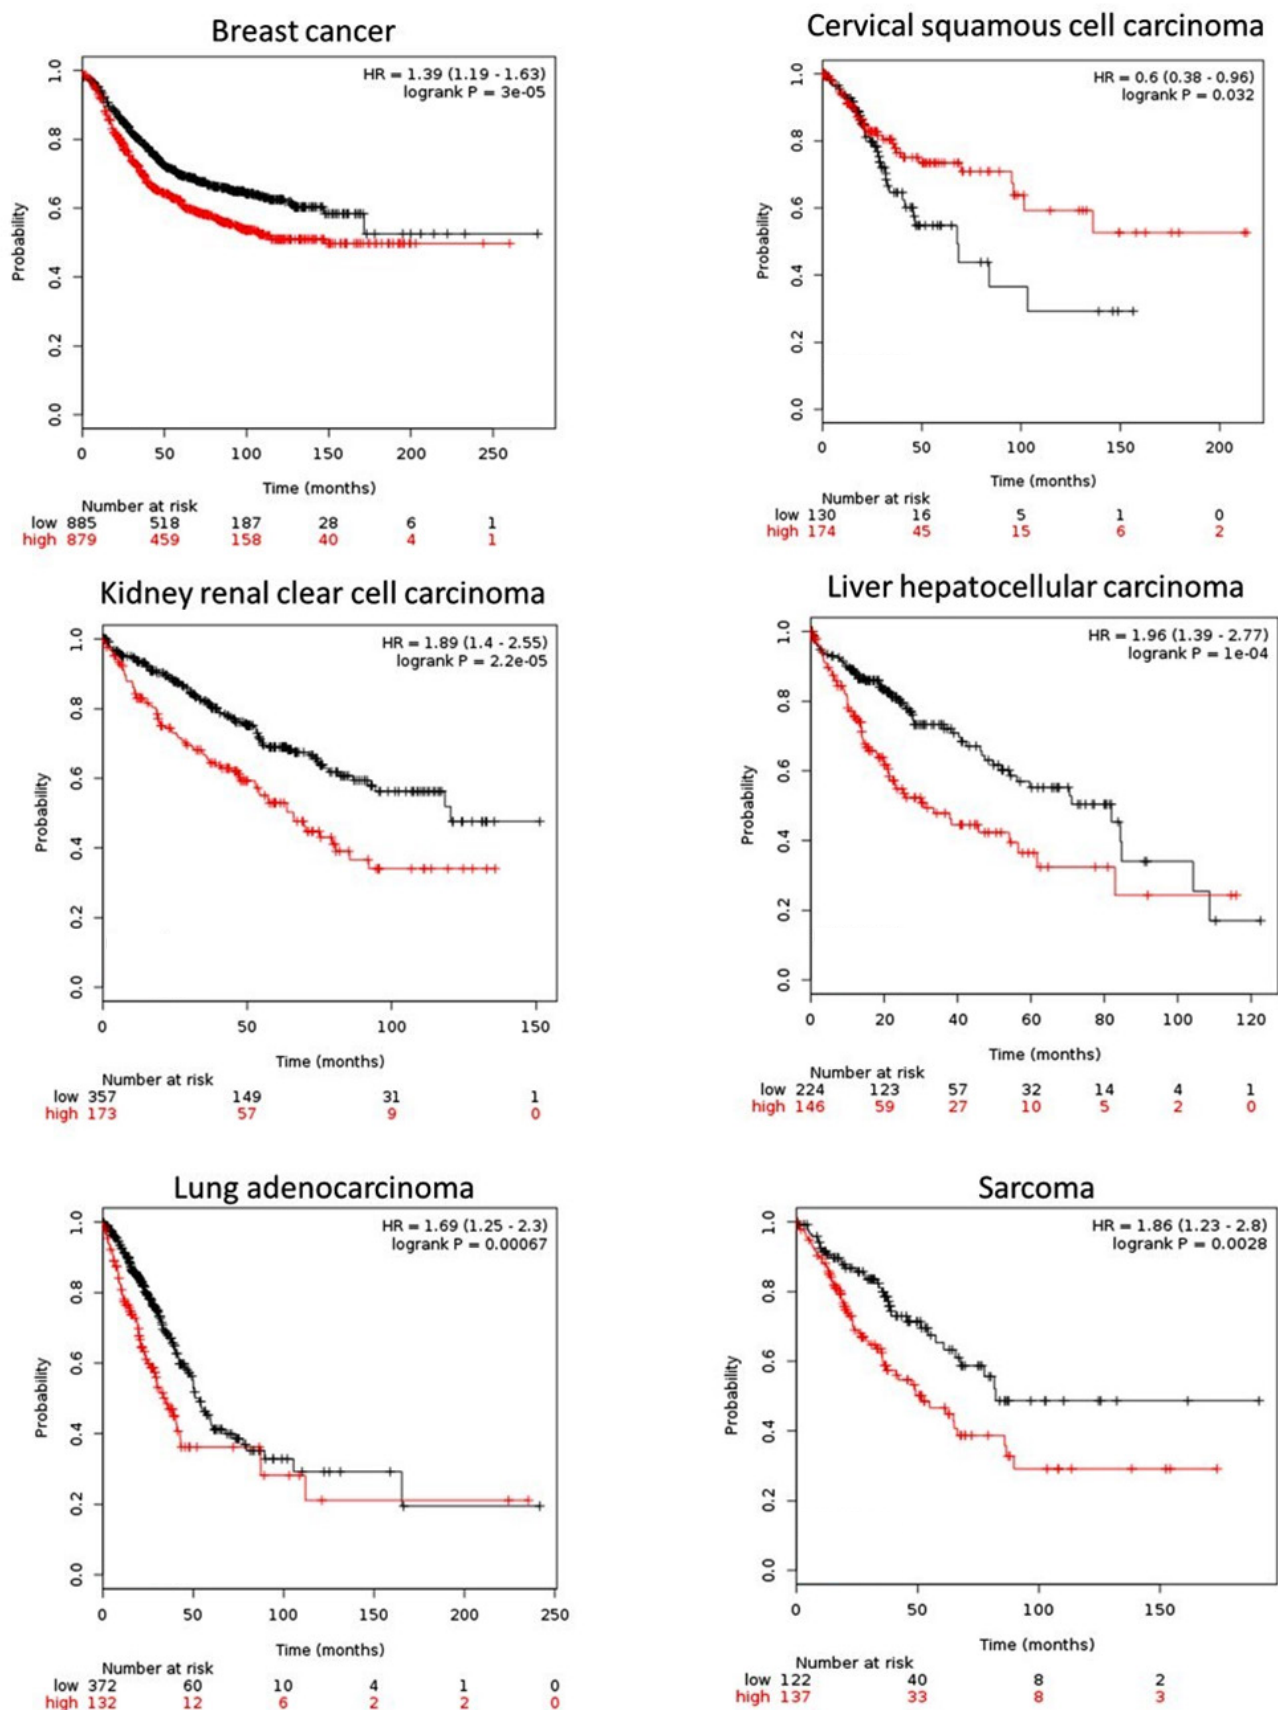 Breast cancer
HR = 1.39 (1.19 - 1.63)
logrank P = 3e-05
Probability
1.0
0.8
0.6
0.4
0.2
0.0
0 50 100 150 200 250
Time (months)
Number at risk
low 885 518 187 28 6 1
high 879 459 158 40 4 1
Cervical squamous cell carcinoma
HR = 0.6 (0.38 - 0.96)
logrank P = 0.032
Probability
1.0
0.8
0.6
0.4
0.2
0.0
0 50 100 150 200
Time (months)
Number at risk
low 130 16 5 1 0
high 174 45 15 6 2
Kidney renal clear cell carcinoma
HR = 1.89 (1.4 - 2.55)
logrank P = 2.2e-05
Probability
1.0
0.8
0.6
0.4
0.2
0.0
0 50 100 150
Time (months)
Number at risk
low 357 149 31 1
high 173 57 9 0
Liver hepatocellular carcinoma
HR = 1.96 (1.39 - 2.77)
logrank P = 1e-04
Probability
1.0
0.8
0.6
0.4
0.2
0.0
0 20 40 60 80 100 120
Time (months)
Number at risk
low 224 123 57 32 14 4 1
high 146 59 27 10 5 2 0
Lung adenocarcinoma
HR = 1.69 (1.25 - 2.3)
logrank P = 0.00067
Probability
1.0
0.8
0.6
0.4
0.2
0.0
0 50 100 150 200 250
Time (months)
Number at risk
low 372 60 10 4 1 0
high 132 12 6 2 2 0
Sarcoma
HR = 1.86 (1.23 - 2.8)
logrank P = 0.0028
Probability
1.0
0.8
0.6
0.4
0.2
0.0
0 50 100 150
Time (months)
Number at risk
low 122 40 8 2
high 137 33 8 3